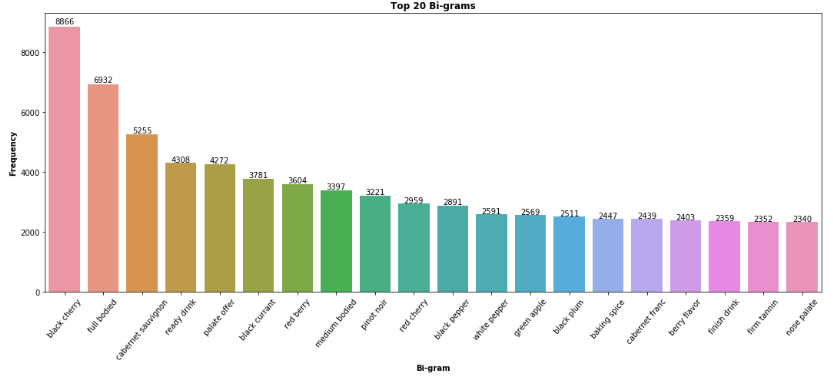 Top 20 Bi-grams
8866
6932
5255
4308
4272
3781
3604
3397
3221
2959
2891
2591
2569
2511
2447
2439
2403
2359
2352
2340
8000
6000
4000
2000
0
Frequency
black cherry
full bodied
cabernet sauvignon
ready drink
palate offer
black currant
red berry
medium bodied
pinot noir
red cherry
black pepper
white pepper
green apple
black plum
baking spice
cabernet franc
berry flavor
finish drink
firm tannin
nose palate
Bi-gram